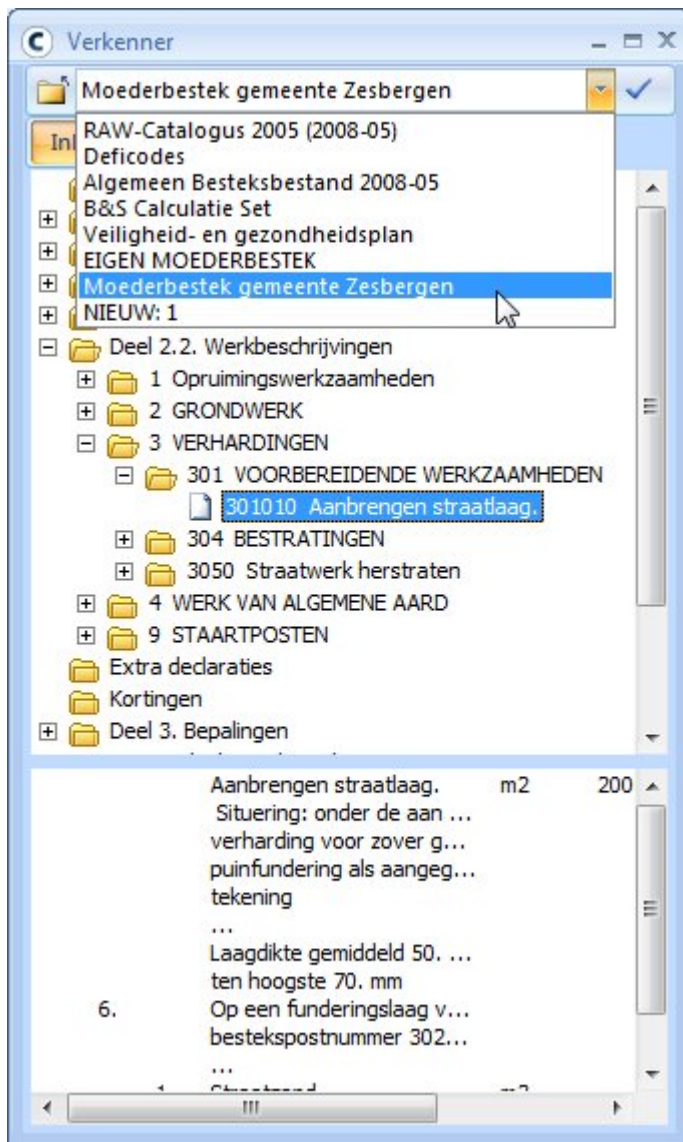 C Verkenner
Moederbestek gemeente Zesbergen
RAW-Catalogus 2005 (2008-05)
Deficodes
Algemeen Besteksbestand 2008-05
B&S Calculatie Set
Veiligheid- en gezondheidsplan
EIGEN MOEDERBESTEK
Moederbestek gemeente Zesbergen
NIEUW: 1
Deel 2.2. Werkbeschrijvingen
1 Opruimingswerkzaamheden
2 GRONDWERK
3 VERHARDINGEN
301 VOORBEREIDENDE WERKZAAMHEDEN
301010 Aanbrengen straatlaag.
304 BESTRATINGEN
3050 Straatwerk herstraten
4 WERK VAN ALGEMENE AARD
9 STAARTPOSTEN
Extra declaraties
Kortingen
Deel 3. Bepalingen
Aanbrengen straatlaag. m2 200
Situering: onder de aan ...
verharding voor zover g...
puinfundering als aangeg...
tekening
...
Laagdikte gemiddeld 50. ...
ten hoogste 70. mm
6. Op een funderingslaag v...
bestekspostnummer 302...
...